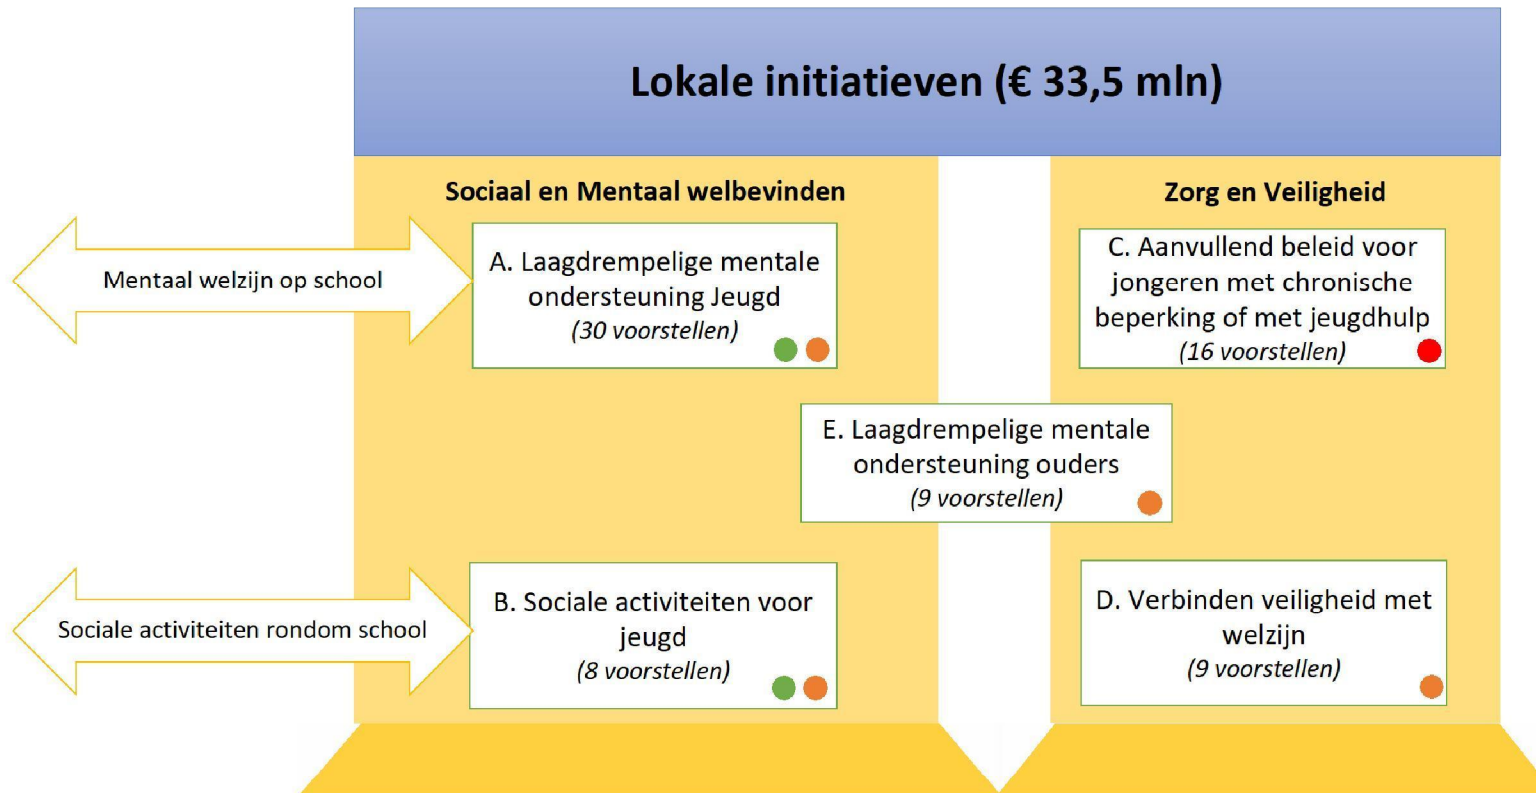 Lokale initiatieven (€ 33,5 mln)
Sociaal en Mentaal welbevinden
Zorg en Veiligheid
Mentaal welzijn op school
A. Laagdrempelige mentale
ondersteuning Jeugd
(30 voorstellen)
C. Aanvullend beleid voor
jongeren met chronische
beperking of met jeugdhulp
(16 voorstellen)
E. Laagdrempelige mentale
ondersteuning ouders
(9 voorstellen)
Sociale activiteiten rondom school
B. Sociale activiteiten voor
jeugd
(8 voorstellen)
D. Verbinden veiligheid met
welzijn
(9 voorstellen)